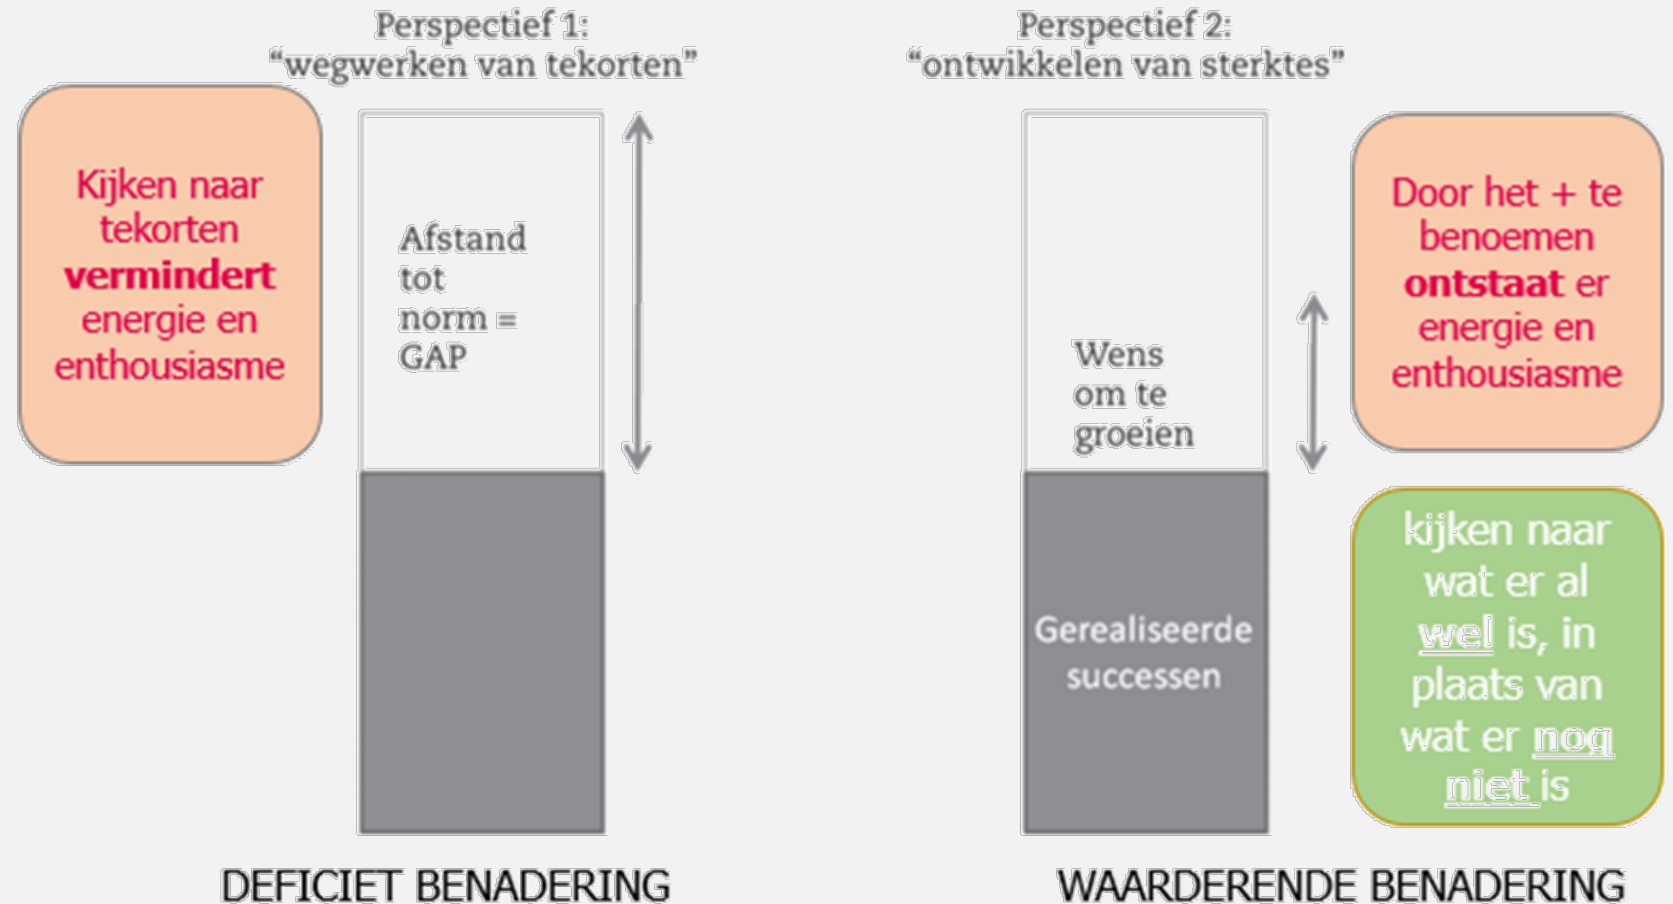 Perspectief 1:
“wegwerken van tekorten”
Kijken naar
tekorten
vermindert
energie en
enthousiasme
Afstand
tot
norm =
GAP
DEFICIET BENADERING
Perspectief 2:
“ontwikkelen van sterktes”
Wens
om te
groeien
Gerealiseerde
successen
Door het + te
benoemen
ontstaat er
energie en
enthousiasme
kijken naar
wat er al
wel is, in
plaats van
wat er nog
niet is
WAARDERENDE BENADERING